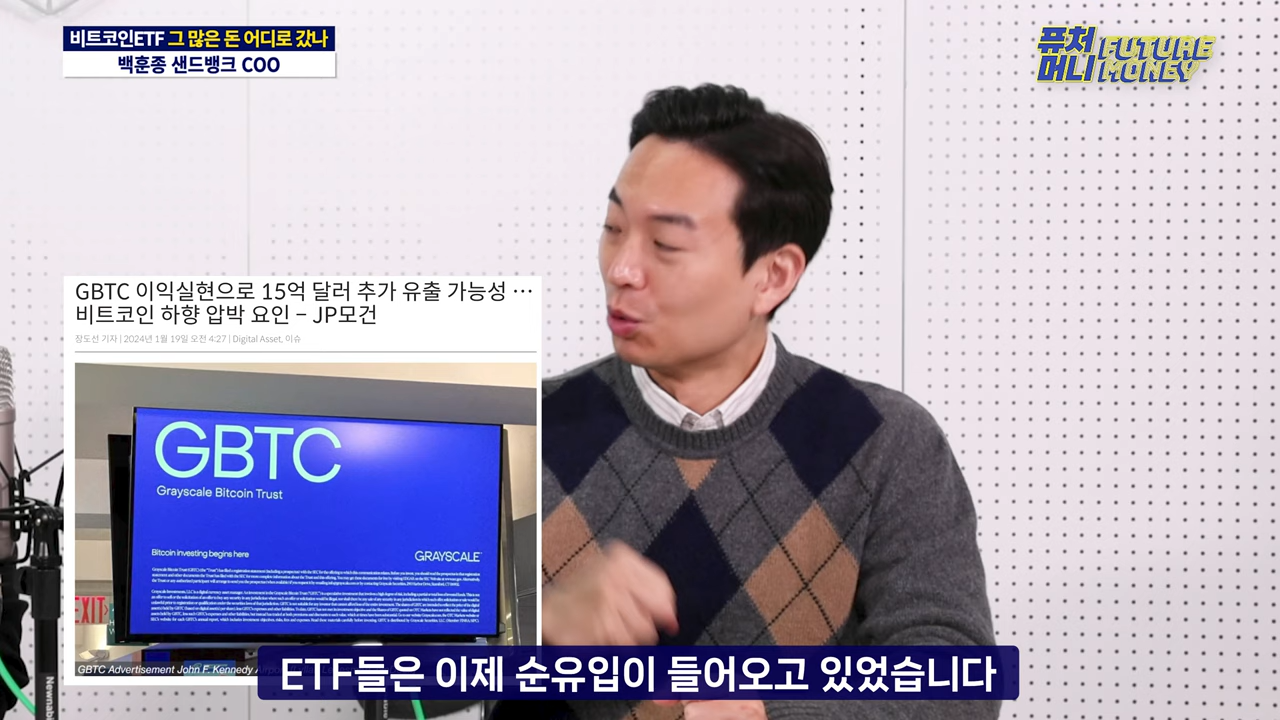 비트코인ETF 그 많은 돈 어디로 갔나
백훈종 샌드뱅크 COO
퓨처
머니
FUTURE
MONEY
GBTC 이익실현으로 15억 달러 추가 유출 가능성 …
비트코인 하향 압박 요인 – JP모건
장도선 기자 | 2024년 1월 19일 오전 4:27 | Digital Asset, 이슈
GBTC
Grayscale Bitcoin Trust
Bitcoin investing begins here
GRAYSCALE
EXIT
GBTC Advertisement John F. Kennedy
ETF들은 이제 순유입이 들어오고 있었습니다